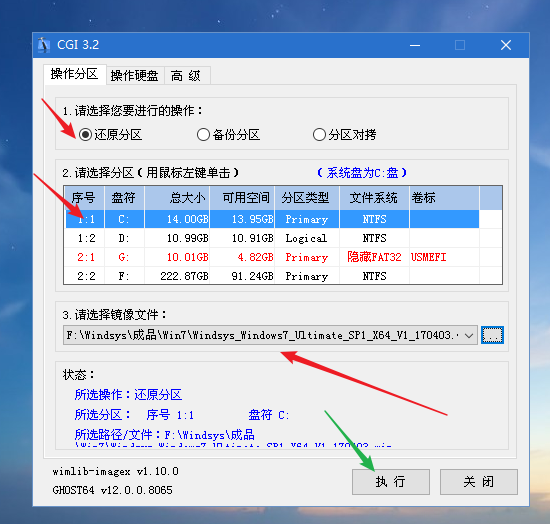 CGI 3.2
操作分区 操作硬盘 高 级
1.请选择您要进行的操作：
还原分区 备份分区 分区对拷
2.请选择分区(用鼠标左键单击) (系统盘为C:盘)
序号 盘符 总大小 可用空间 分区类型 文件系统 卷标
1:1 C: 14.00GB 13.95GB Primary NTFS
1:2 D: 10.99GB 10.91GB Logical NTFS
2:1 G: 10.01GB 4.82GB Primary 隐藏FAT32 USMEFI
2:2 F: 222.87GB 91.24GB Primary NTFS
3.请选择镜像文件：
F:\Windsys\成品\Win7\Windsys_Windows7_Ultimate_SP1_X64_V1_170403. ...
状态：
所选操作：还原分区
所选分区： 序号 1:1 盘符 C:
所选路径/文件：F:\Windsys\成品
\Win7\Windsys_Windows7_Ultimate_SP1_X64_V1_170403.wim
wimlib-imagex v1.10.0
GHOST64 v12.0.0.8065
执 行 关 闭